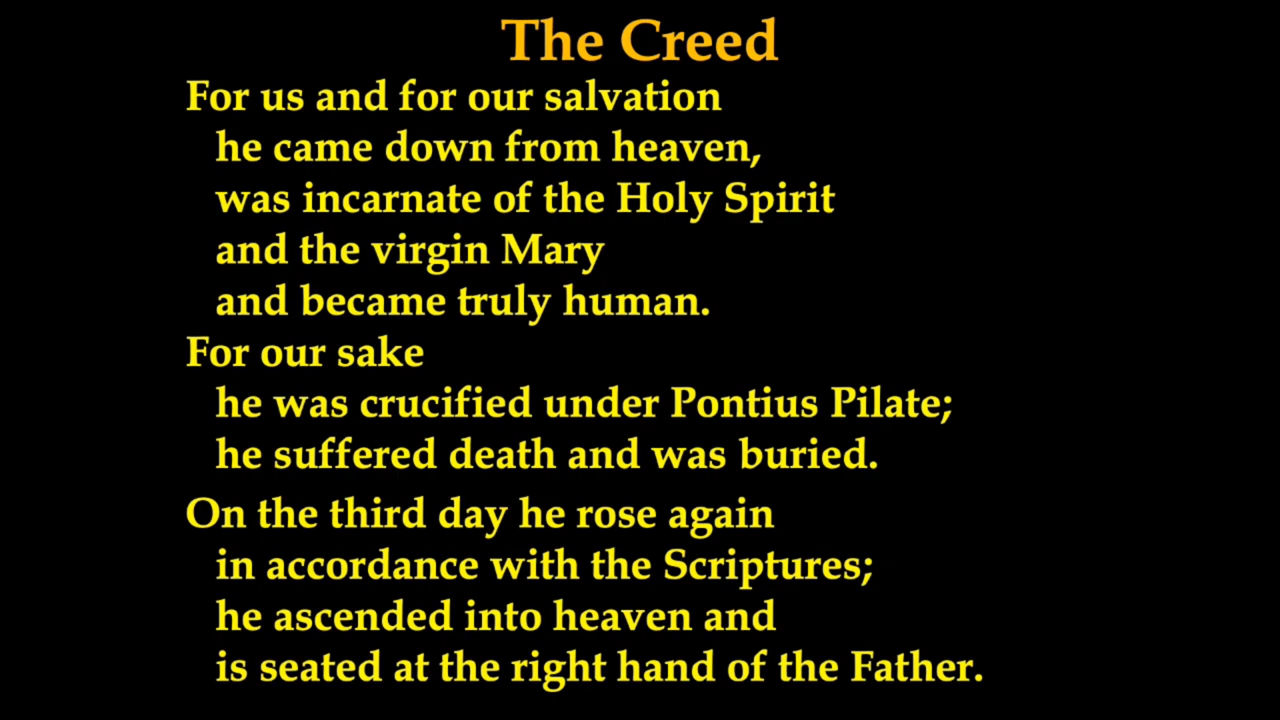 The Creed
For us and for our salvation
he came down from heaven,
was incarnate of the Holy Spirit
and the virgin Mary
and became truly human.
For our sake
he was crucified under Pontius Pilate;
he suffered death and was buried.
On the third day he rose again
in accordance with the Scriptures;
he ascended into heaven and
is seated at the right hand of the Father.